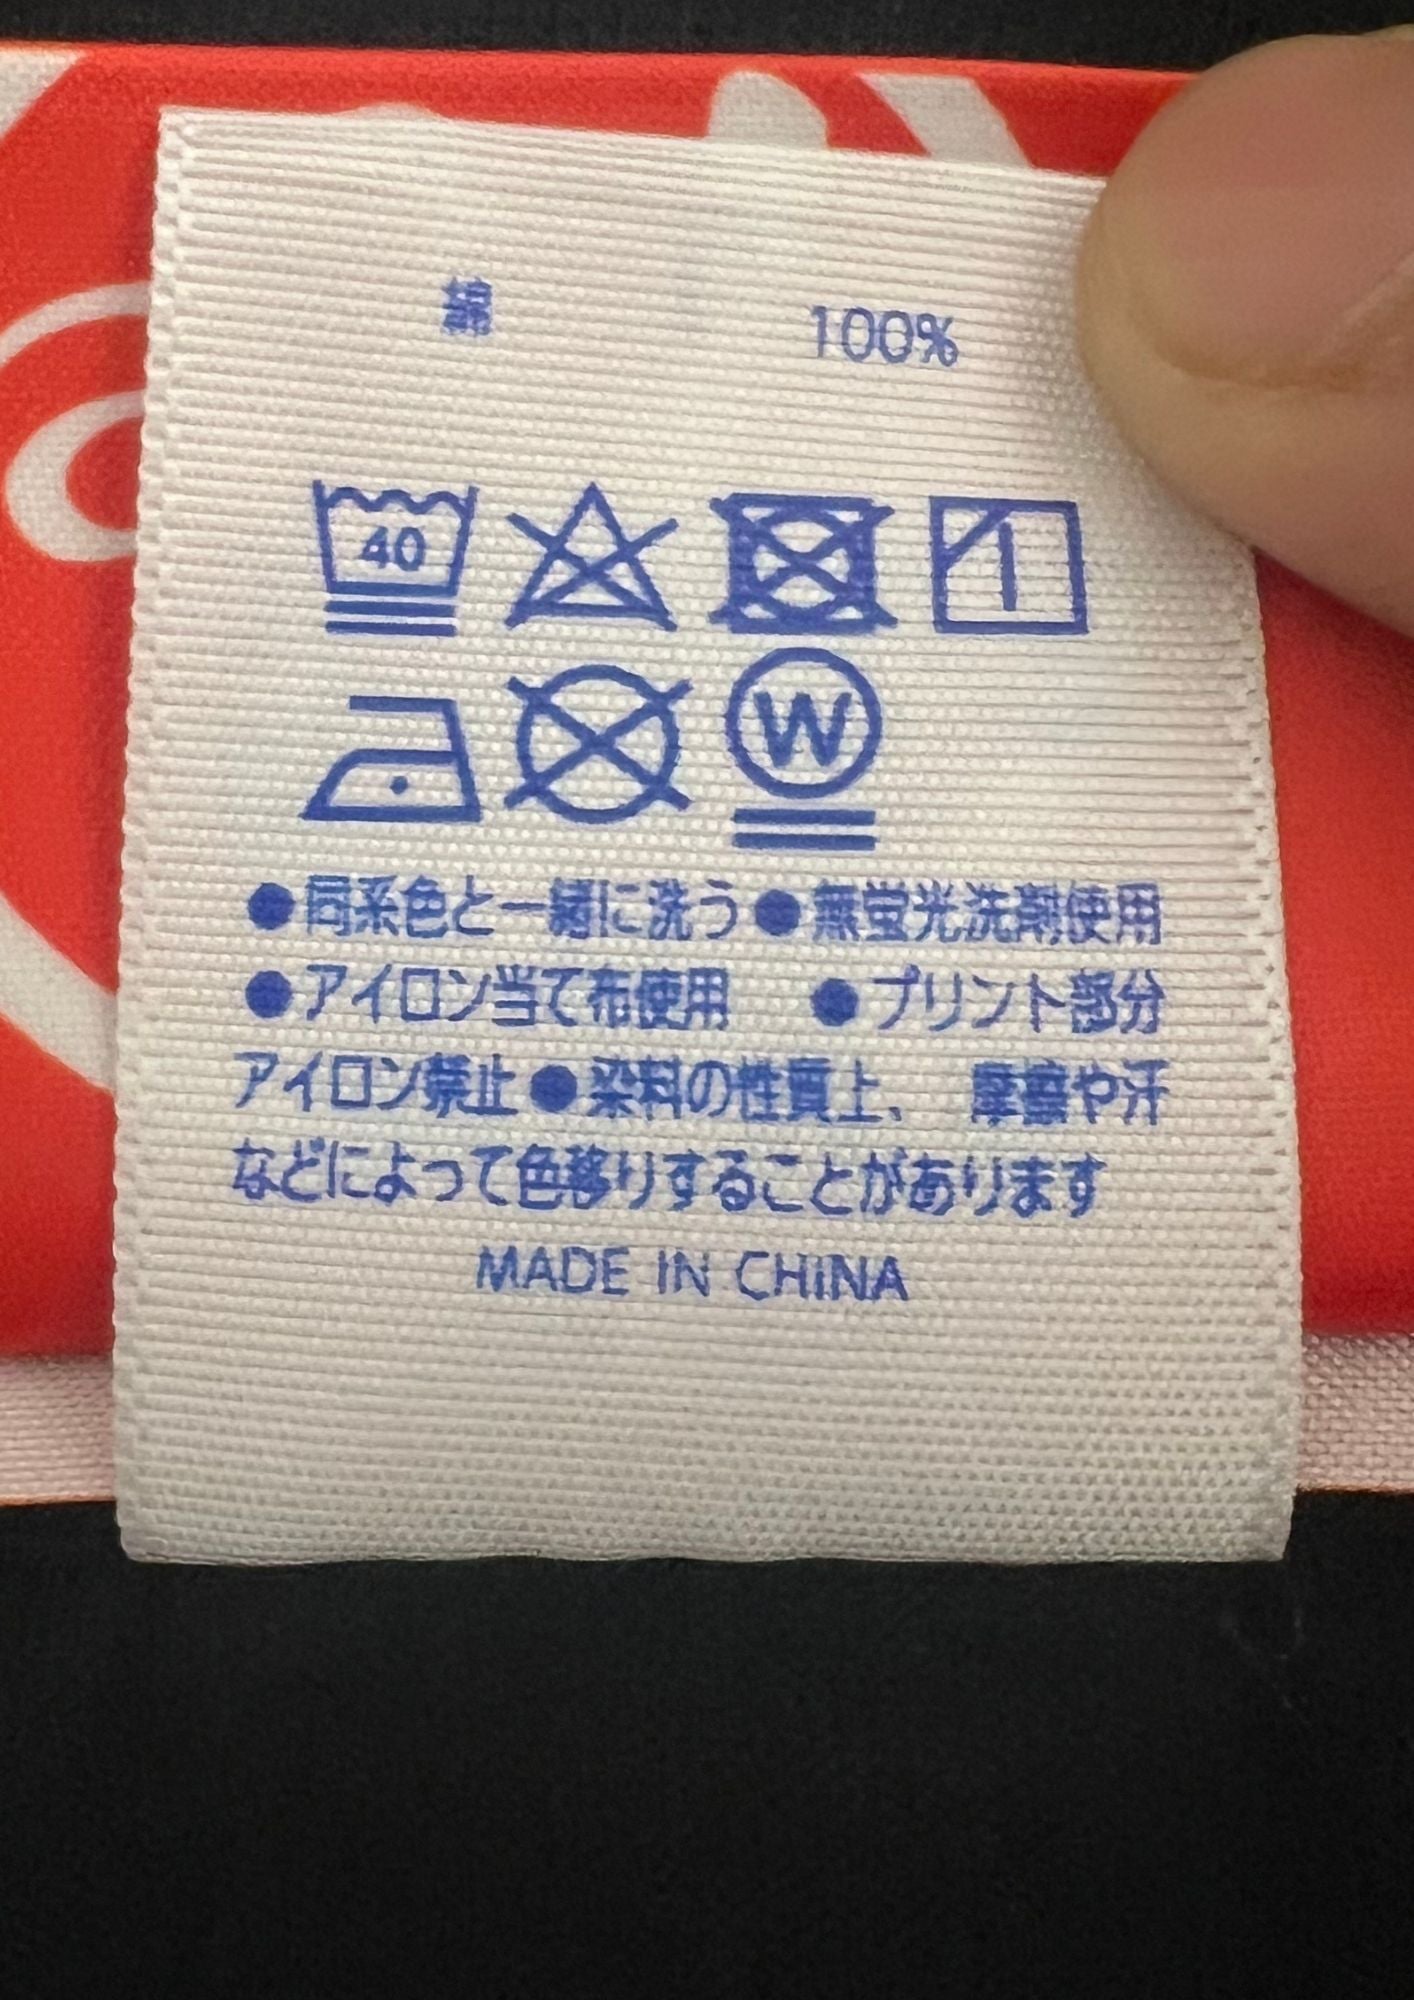 綿 100%
40
W
●同系色と一緒に洗う●無蛍光洗剤使用
●アイロン当て布使用 ●プリント部分
アイロン禁止●染料の性質上、摩擦や汗
などによって色移りすることがあります
MADE IN CHINA